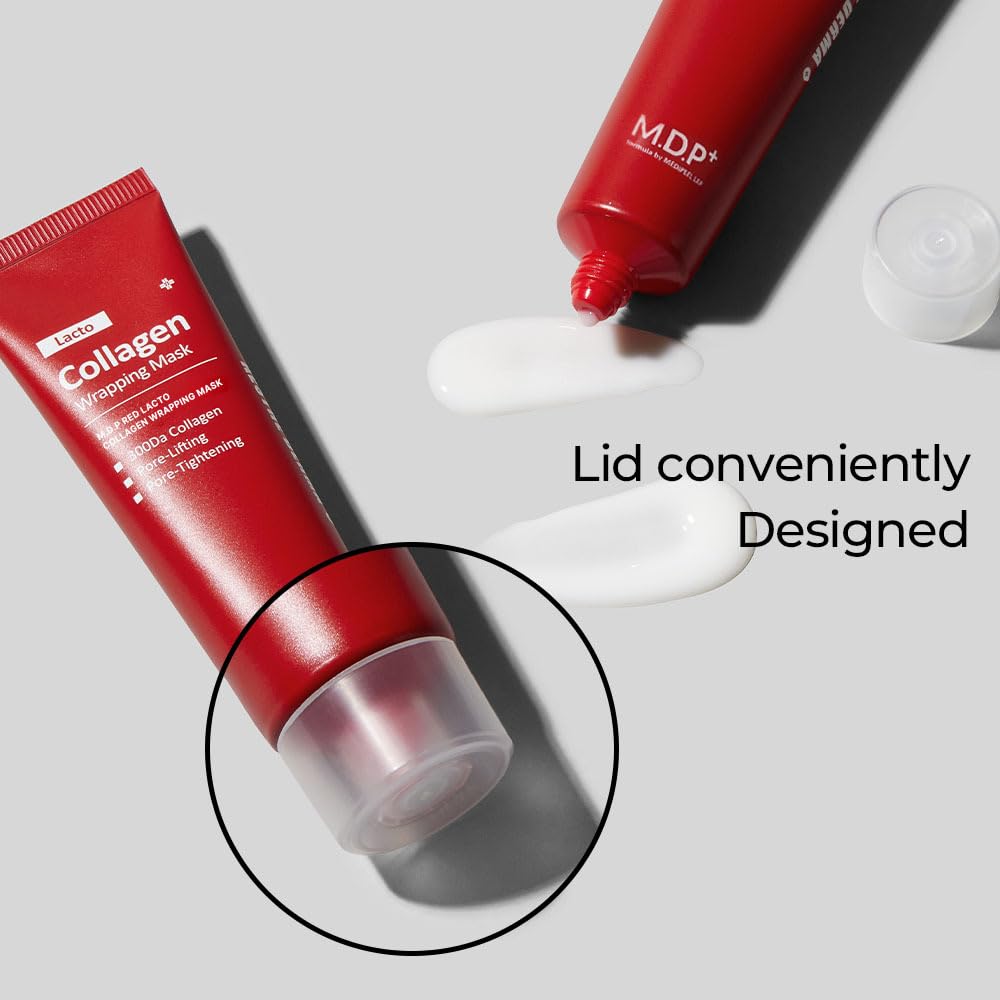 DERMA
M.D.P+
Formula by MEDIPEEL LAB
Lacto
Collagen
Wrapping Mask
M.D.P RED LACTO
COLLAGEN WRAPPING MASK
300Da Collagen
Pore-Lifting
Pore-Tightening
Lid conveniently
Designed